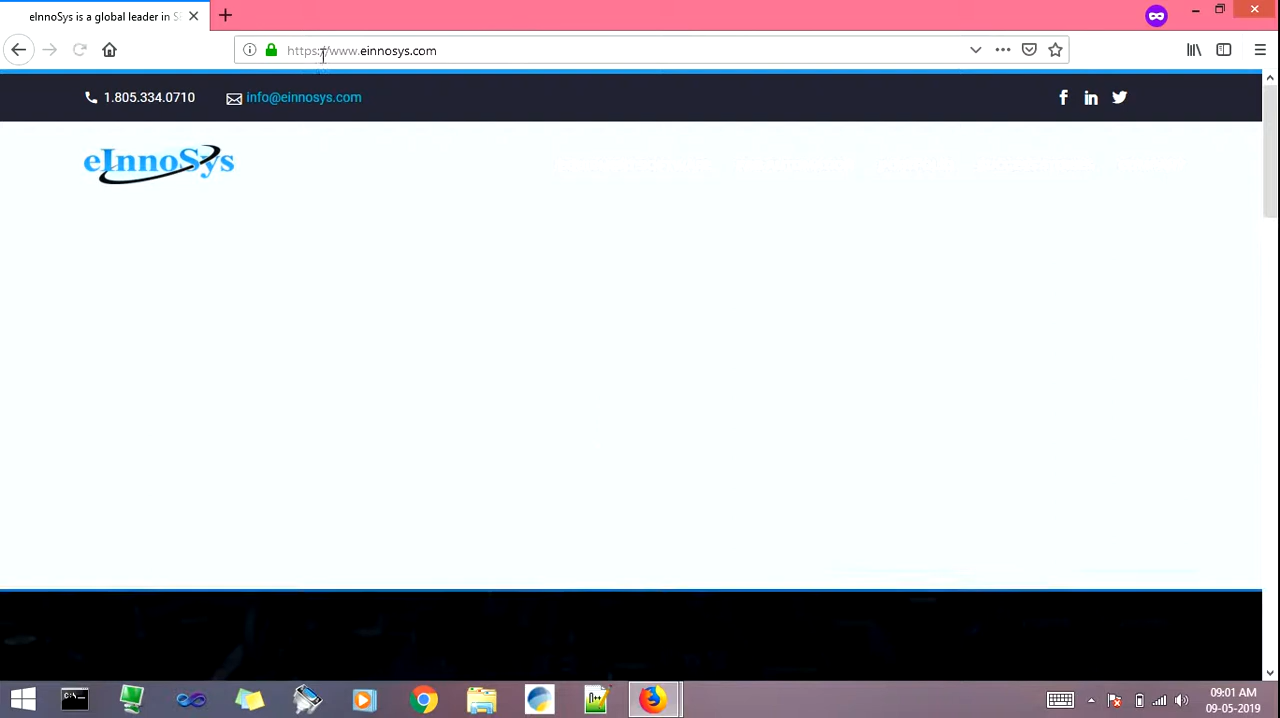 eInnoSys is a global leader in S
https://www.einnosys.com
1.805.334.0710
info@einnosys.com
eInnoSys
09:01 AM
09-05-2019